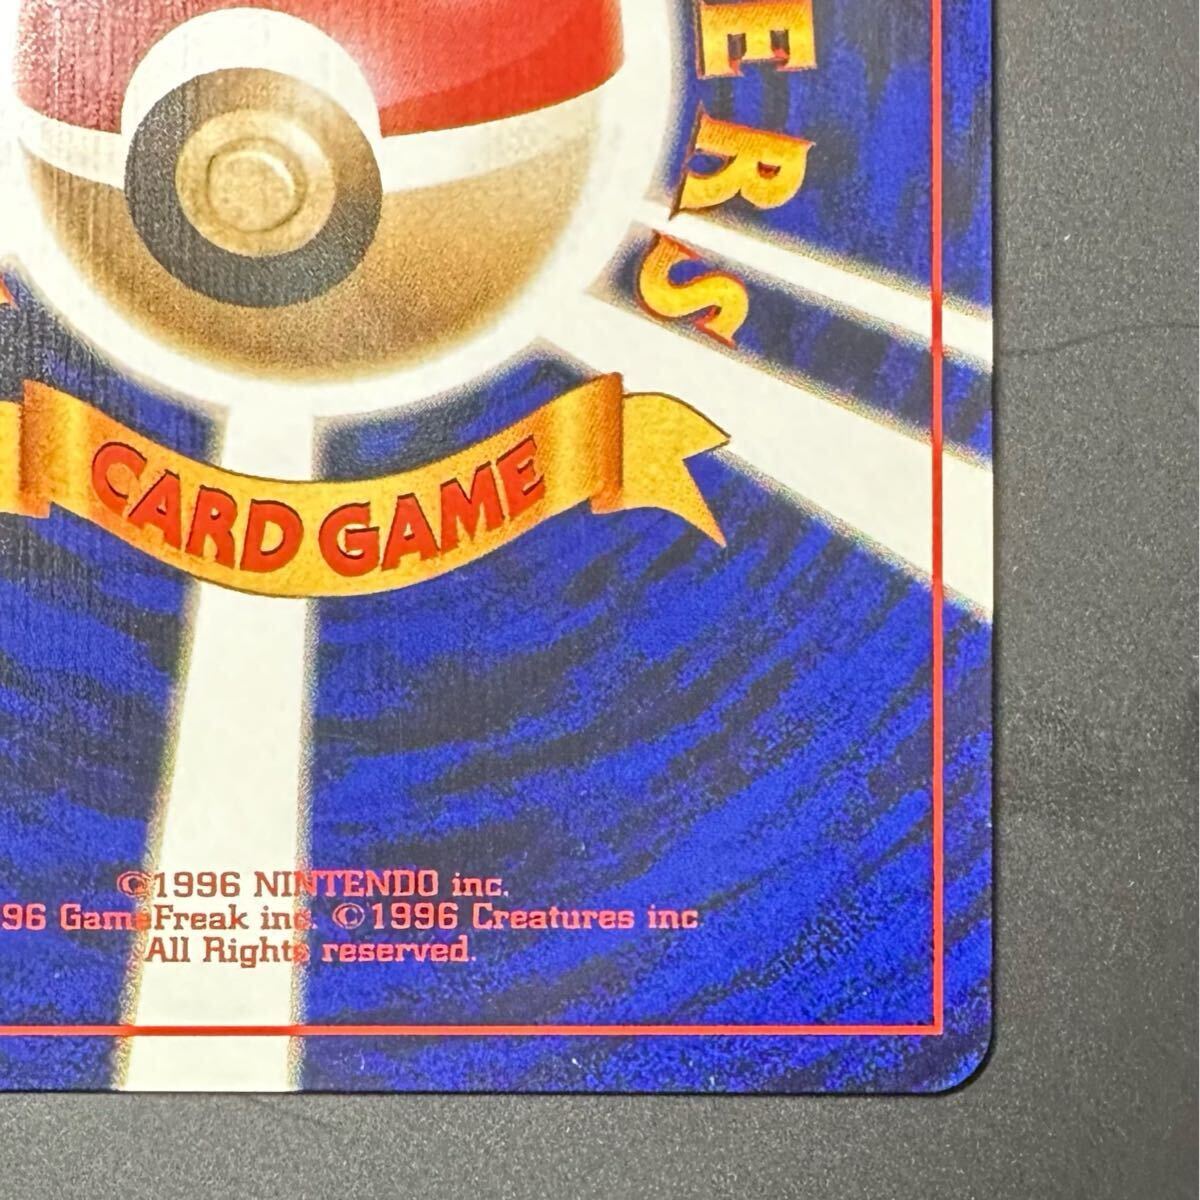 ERS
CARD GAME
©1996 NINTENDO inc.
96 GameFreak inc. ©1996 Creatures inc
All Rights reserved.